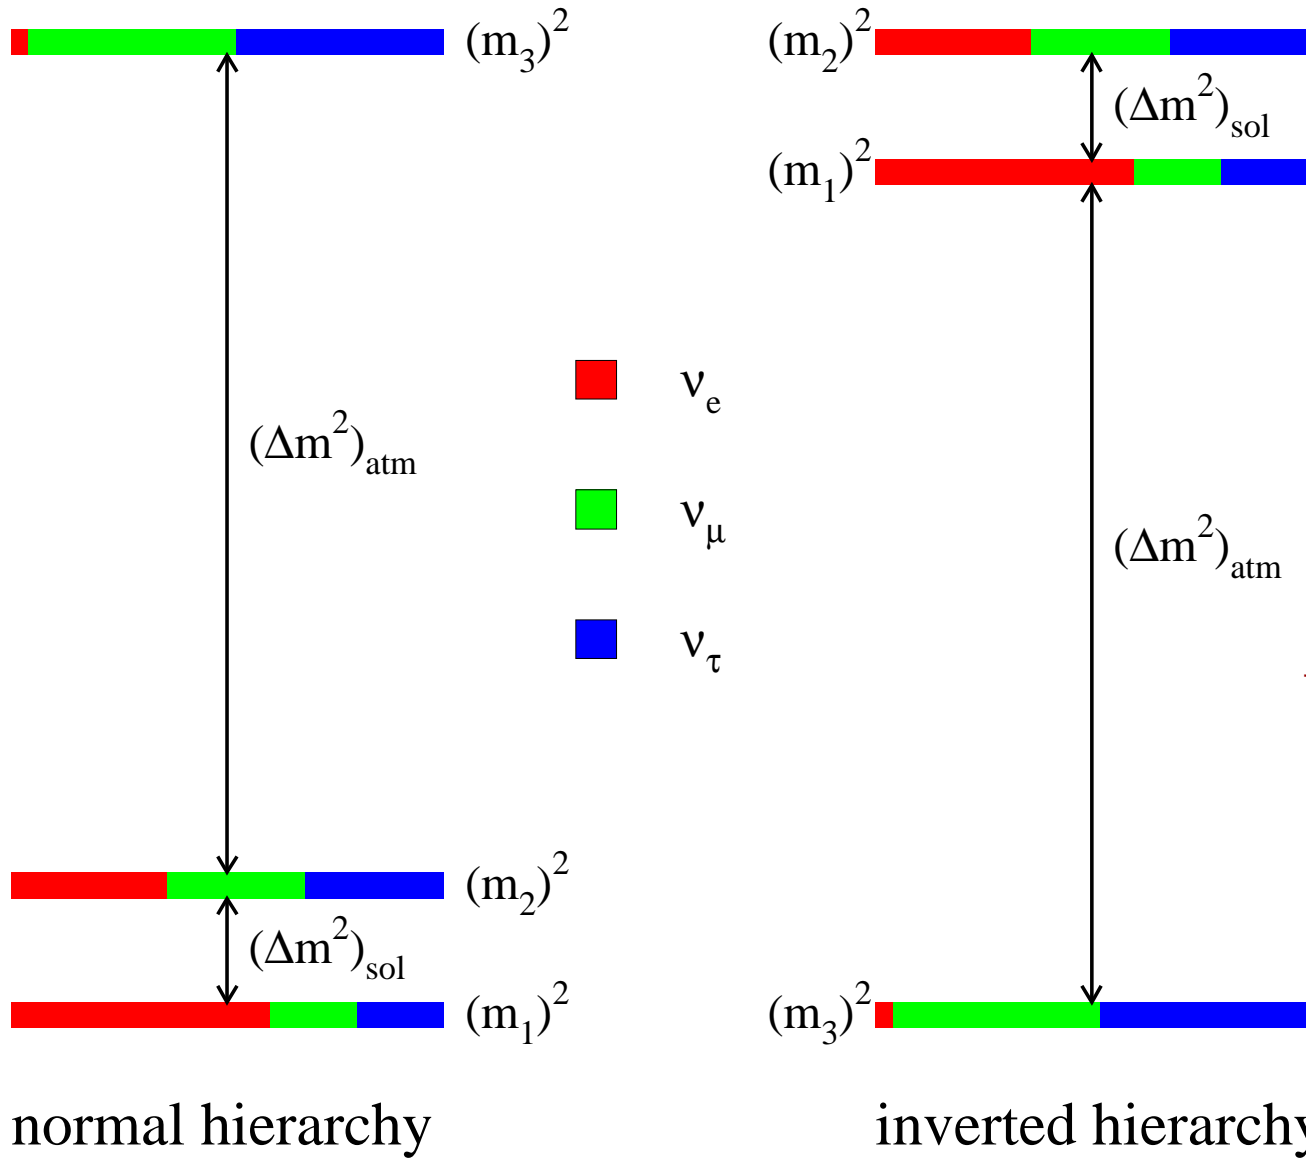 (m₃)²
(m₂)²
(Δm²)sol
(m₁)²
νe
(Δm²)atm
νμ
(Δm²)atm
ντ
(m₂)²
(Δm²)sol
(m₁)²
(m₃)²
normal hierarchy
inverted hierarchy